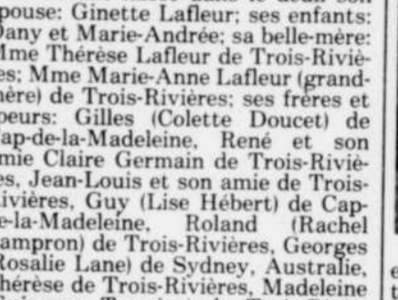 pouse: Ginette Lafleur; ses enfants:
Dany et Marie-Andrée; sa belle-mère:
Mme Thérèse Lafleur de Trois-Riviè-
es; Mme Marie-Anne Lafleur (grand-
mère) de Trois-Rivières; ses frères et
oeurs: Gilles (Colette Doucet) de
Cap-de-la-Madeleine, René et son
amie Claire Germain de Trois-Riviè-
es, Jean-Louis et son amie de Trois-
Rivières, Guy (Lise Hébert) de Cap-
de-la-Madeleine, Roland (Rachel
ampron) de Trois-Rivières, Georges
Rosalie Lane) de Sydney, Australie,
Thérèse de Trois-Rivières, Madeleine